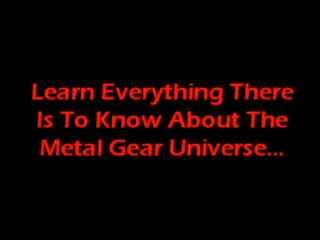 Learn Everything There
Is To Know About The
Metal Gear Universe...